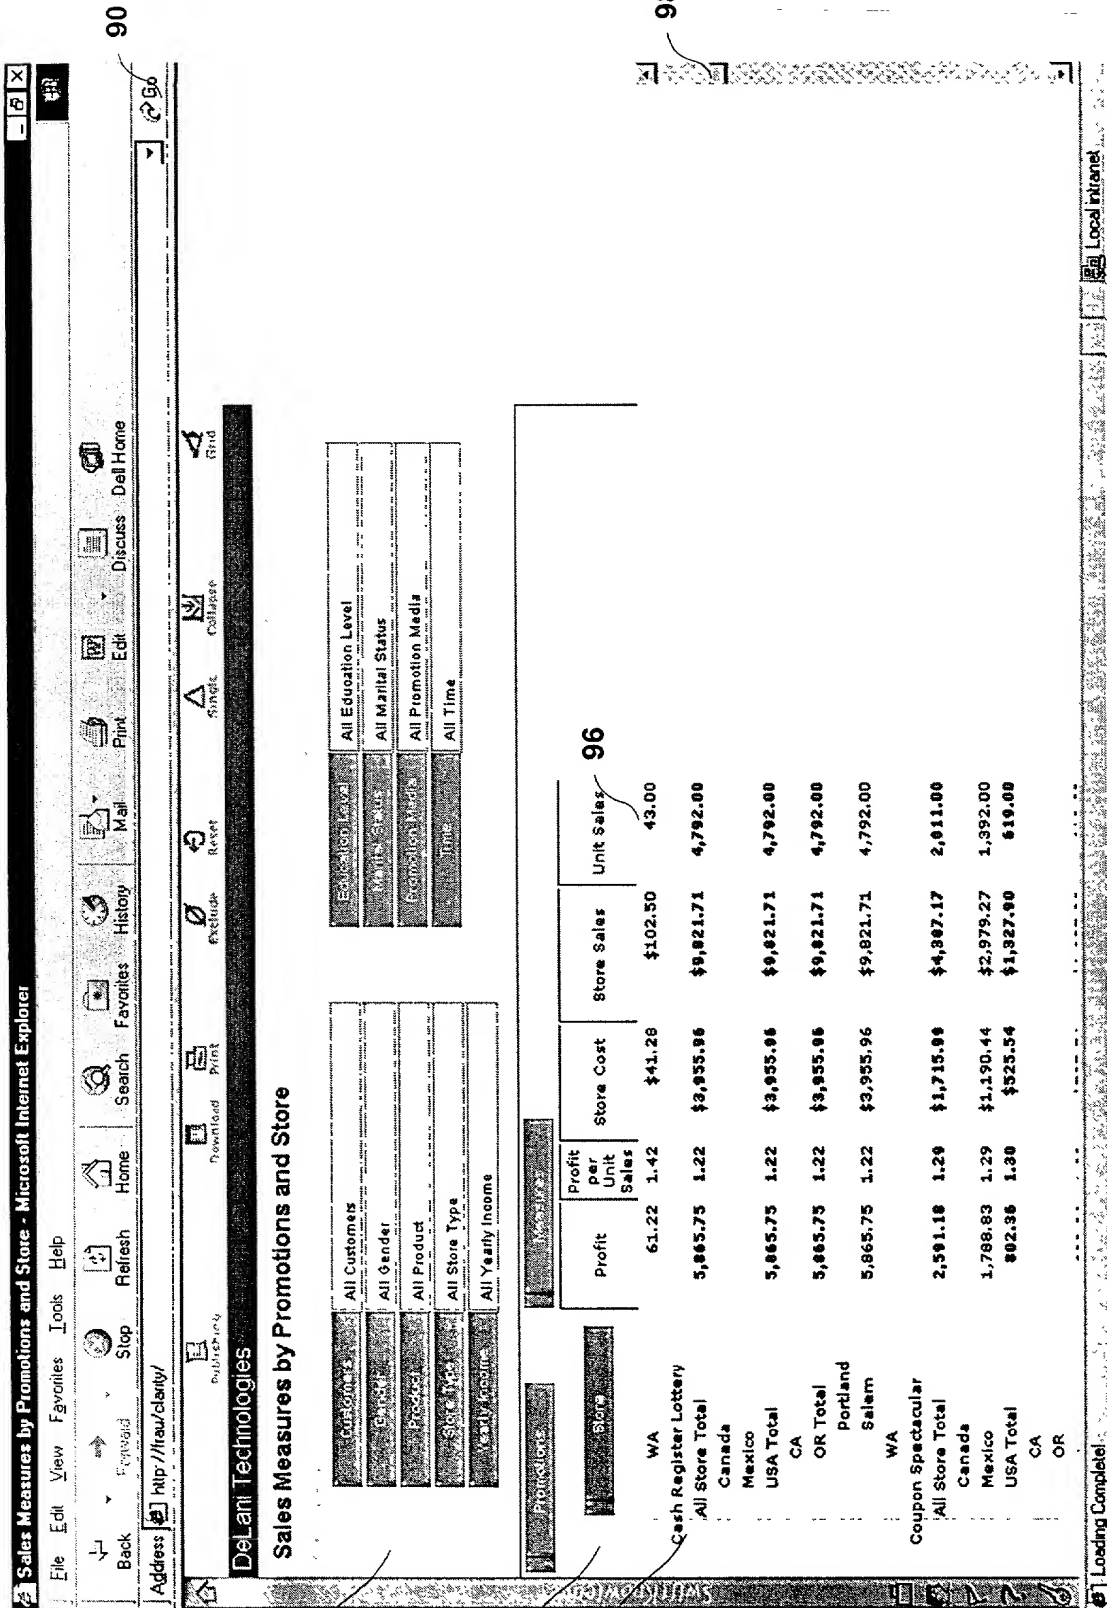 Sales Measures by Promotions and Store - Microsoft Internet Explorer
File Edit View Favorites Tools Help
Back Forward Stop Refresh Home Search Favorites History Mail Print Edit Discuss Dell Home
Address http://frau/clarity/ Go
90
Download Print Exclude Reset Single Collapse Grid
DeLani Technologies
Sales Measures by Promotions and Store
Customers All Customers
Gender All Gender
Product All Product
Store Type All Store Type
Yearly Income All Yearly Income
Education Level All Education Level
Marital Status All Marital Status
Promotion Media All Promotion Media
Time All Time
Promotions Measures
Store Profit Profit per Unit Sales Store Cost Store Sales Unit Sales
96
WA 61.22 1.42 $41.28 $102.50 43.00
Cash Register Lottery
All Store Total 5,865.75 1.22 $3,955.96 $9,821.71 4,792.00
Canada
Mexico
USA Total 5,865.75 1.22 $3,955.96 $9,821.71 4,792.00
CA
OR Total 5,865.75 1.22 $3,955.96 $9,821.71 4,792.00
Portland
Salem 5,865.75 1.22 $3,955.96 $9,821.71 4,792.00
WA
Coupon Spectacular
All Store Total 2,591.18 1.29 $4,307.17 2,011.00
Canada
Mexico 1,788.83 1.29 $1,190.44 $2,979.27 1,392.00
USA Total 802.36 1.30 $525.54 $1,327.90 619.00
CA
OR
Loading Complete! Local intranet